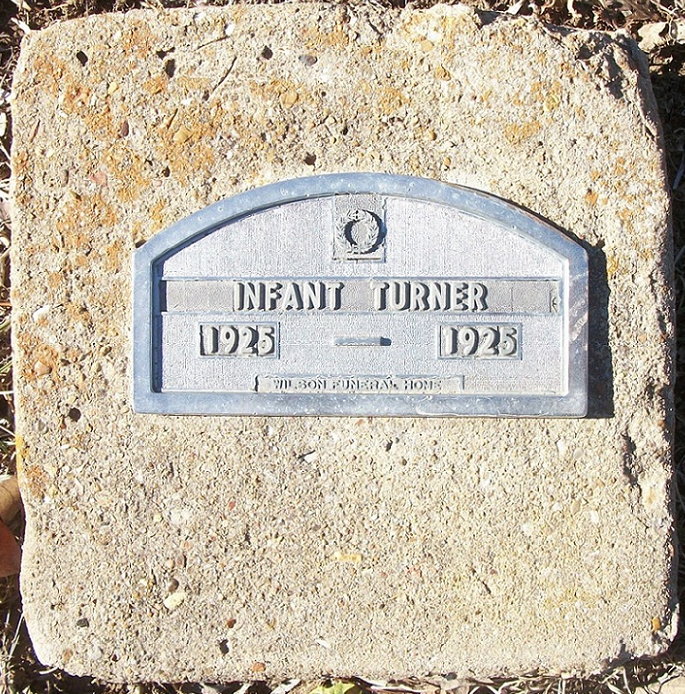 INFANT TURNER
1925 — 1925
WILSON FUNERAL HOME